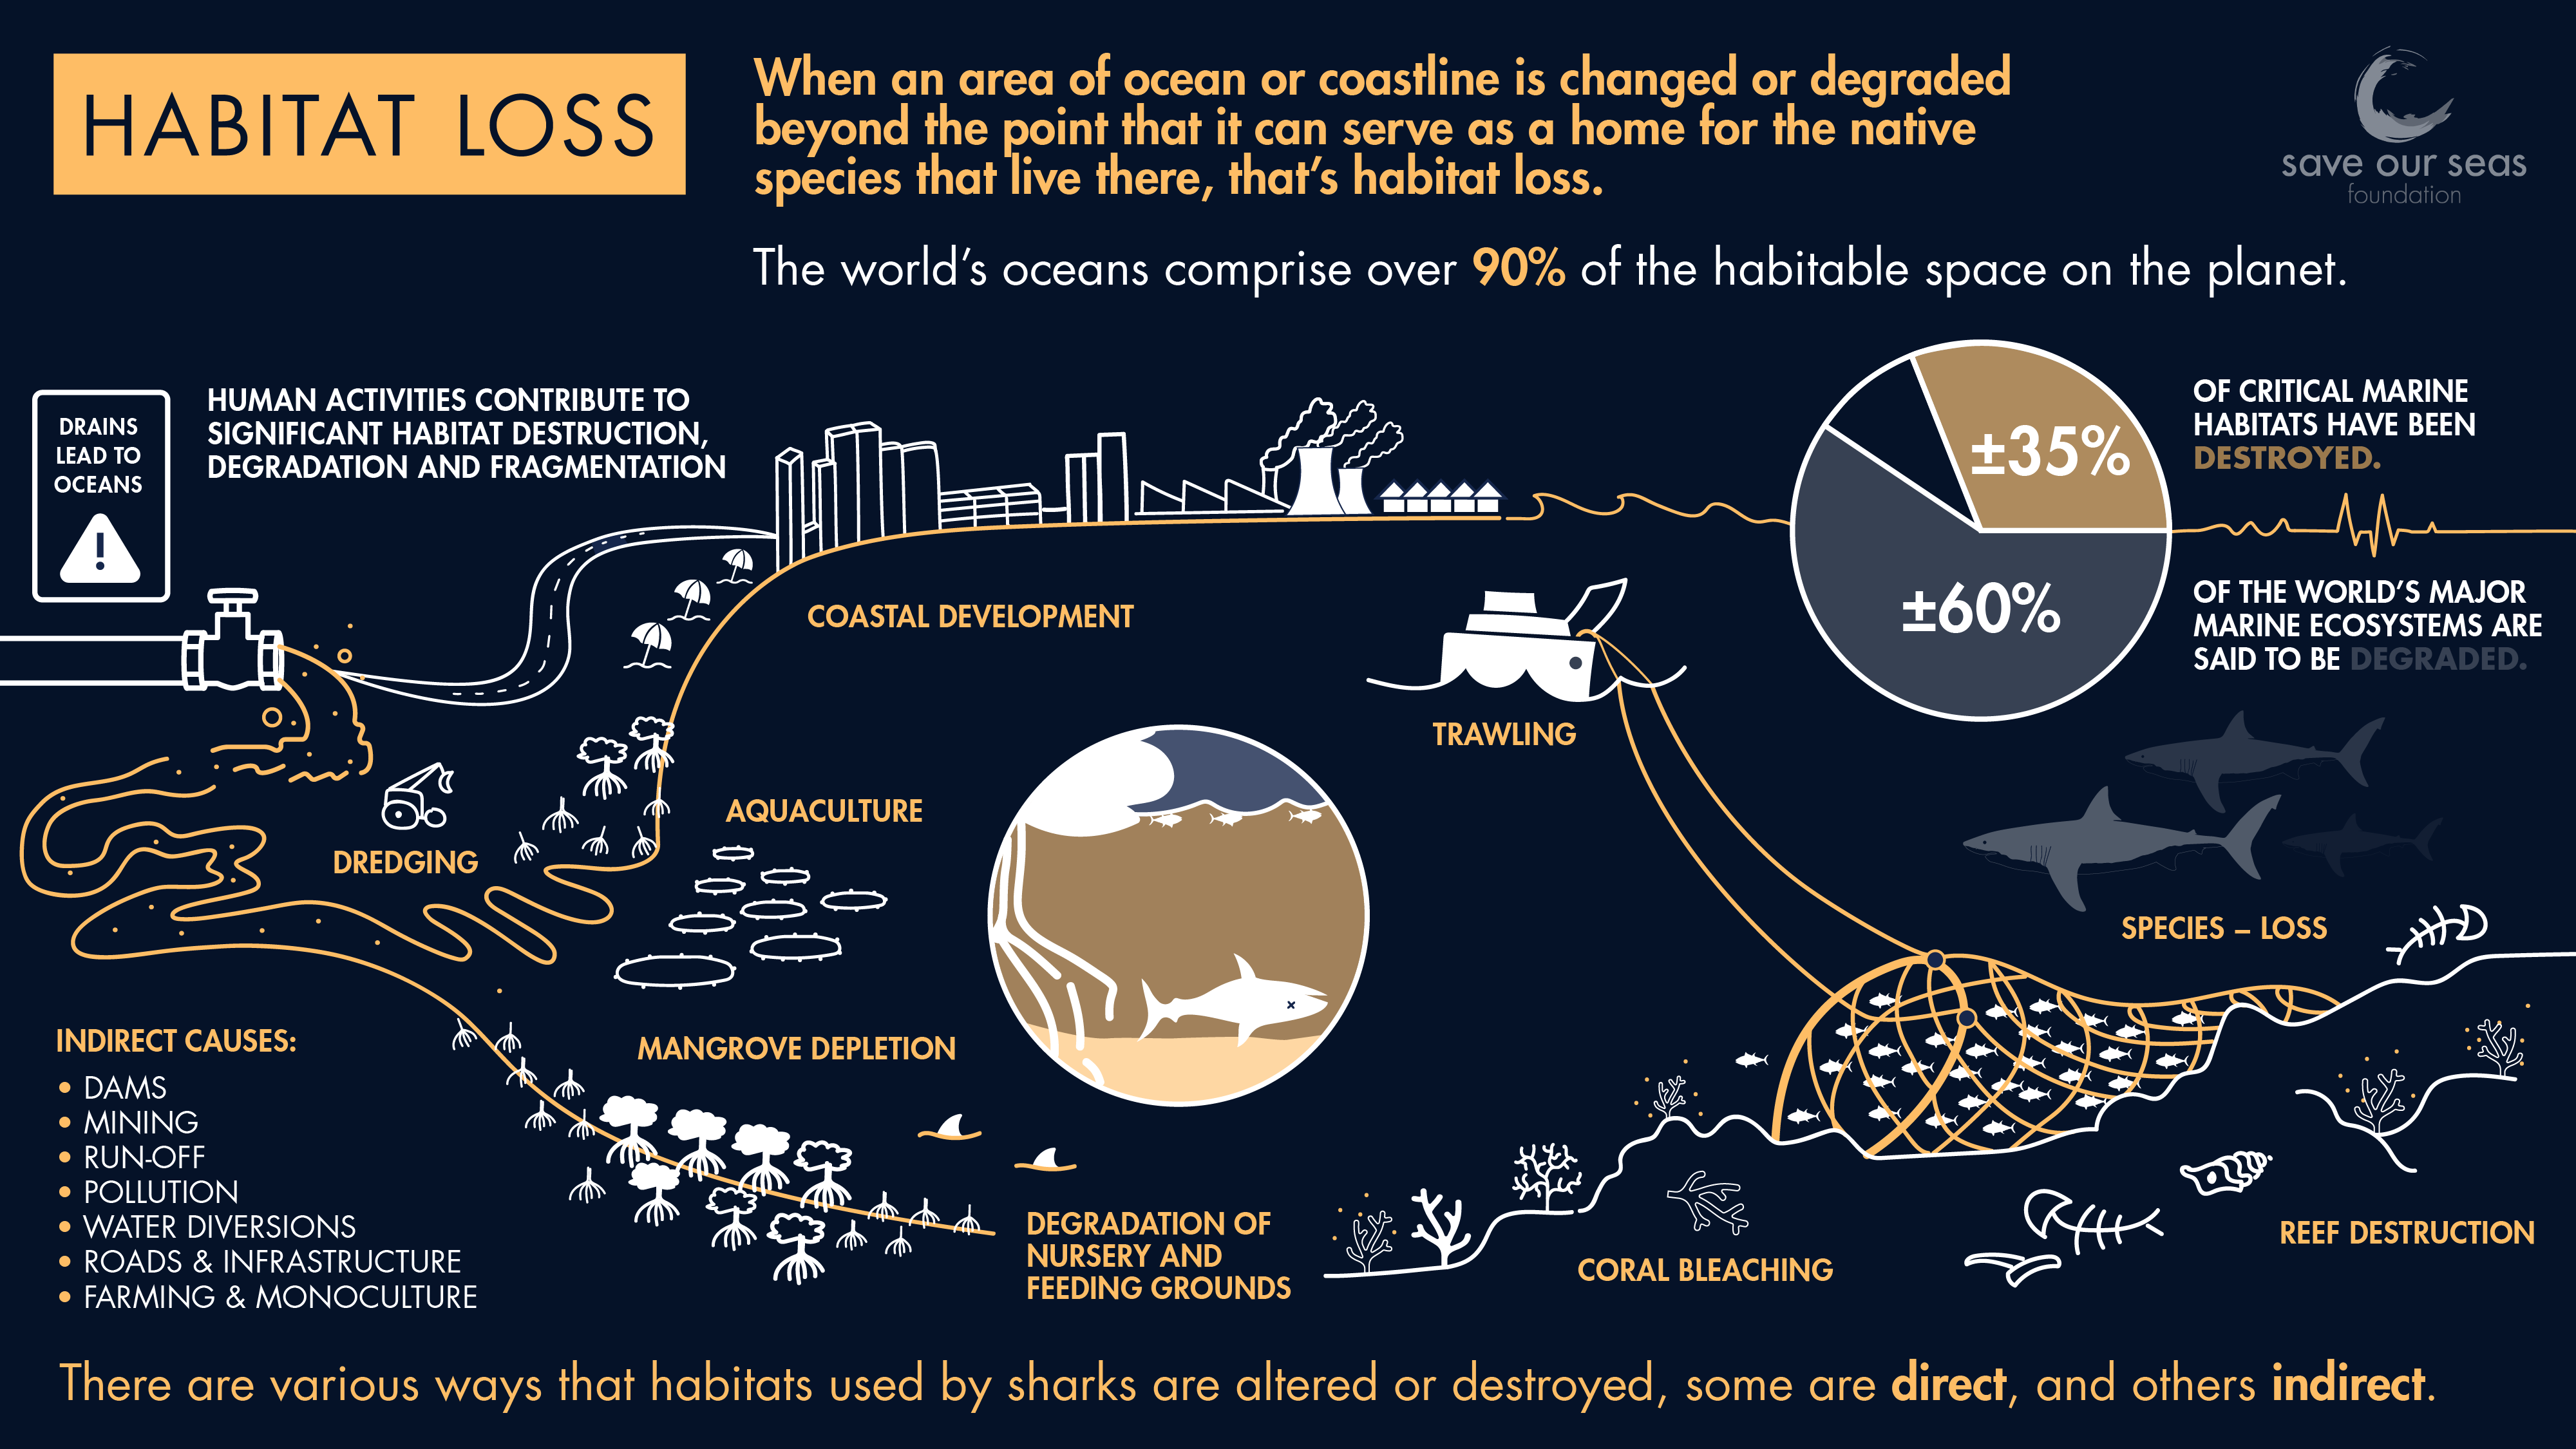 HABITAT LOSS
When an area of ocean or coastline is changed or degraded
beyond the point that it can serve as a home for the native
species that live there, that's habitat loss.
save our seas
foundation
The world's oceans comprise over 90% of the habitable space on the planet.
DRAINS
LEAD TO
OCEANS
!
HUMAN ACTIVITIES CONTRIBUTE TO
SIGNIFICANT HABITAT DESTRUCTION,
DEGRADATION AND FRAGMENTATION
±35%
OF CRITICAL MARINE
HABITATS HAVE BEEN
DESTROYED.
±60%
OF THE WORLD'S MAJOR
MARINE ECOSYSTEMS ARE
SAID TO BE DEGRADED.
COASTAL DEVELOPMENT
TRAWLING
AQUACULTURE
DREDGING
SPECIES – LOSS
MANGROVE DEPLETION
INDIRECT CAUSES:
• DAMS
• MINING
• RUN-OFF
• POLLUTION
• WATER DIVERSIONS
• ROADS & INFRASTRUCTURE
• FARMING & MONOCULTURE
DEGRADATION OF
NURSERY AND
FEEDING GROUNDS
CORAL BLEACHING
REEF DESTRUCTION
There are various ways that habitats used by sharks are altered or destroyed, some are direct, and others indirect.